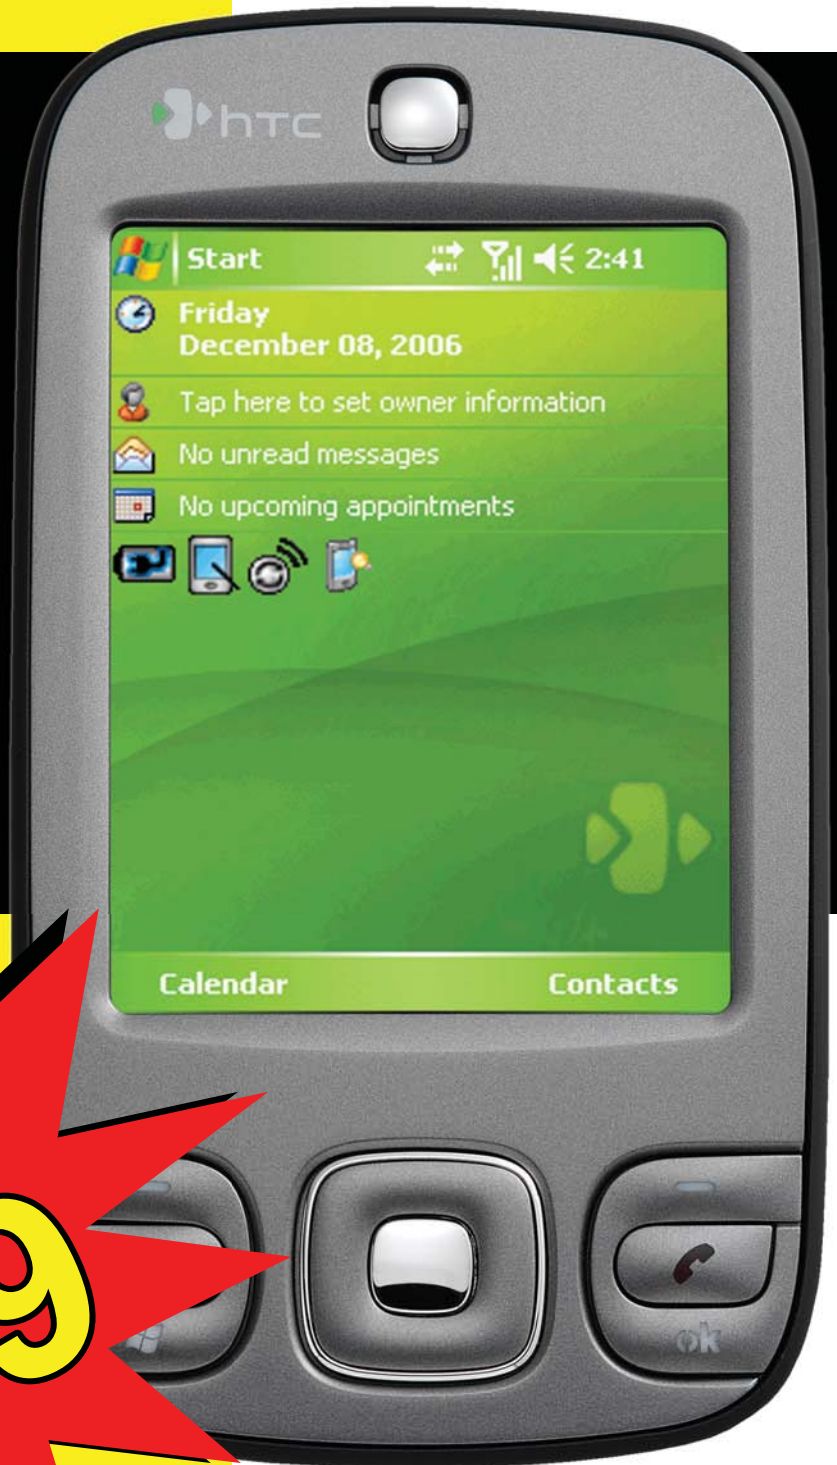 htc
Start 2:41
Friday
December 08, 2006
Tap here to set owner information
No unread messages
No upcoming appointments
Calendar Contacts
9
ok